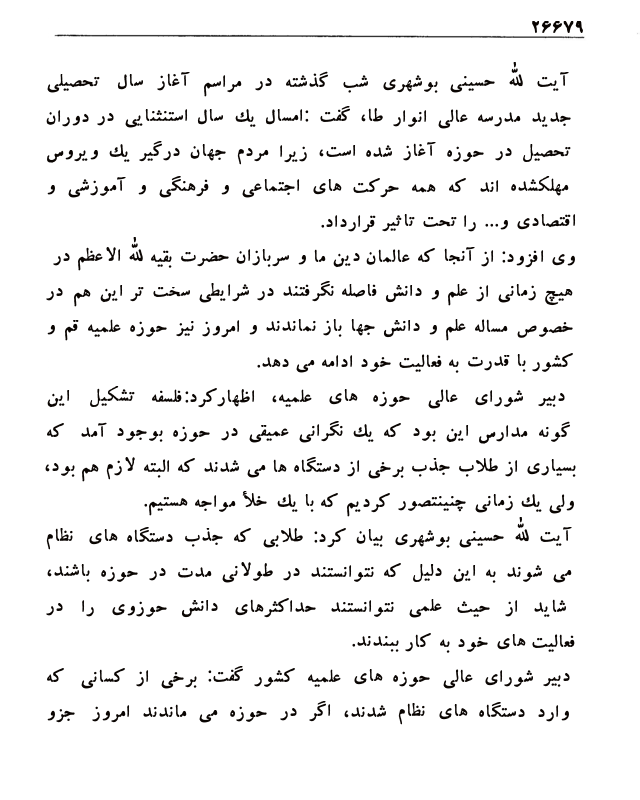 ۲۶۶۷۹
آیت الله حسینی بوشهری شب گذشته در مراسم آغاز سال تحصیلی
جدید مدرسه عالی انوار طا، گفت :امسال یك سال استنثنایی در دوران
تحصیل در حوزه آغاز شده است، زیرا مردم جهان درگیر یك ویروس
مهلکشده اند که همه حرکت های اجتماعی و فرهنگی و آموزشی و
اقتصادی و... را تحت تاثیر قرارداد.
وی افزود: از آنجا که عالمان دین ما و سربازان حضرت بقیه الله الاعظم در
هیچ زمانی از علم و دانش فاصله نگرفتند در شرایطی سخت تر این هم در
خصوص مساله علم و دانش جها باز نماندند و امروز نیز حوزه علمیه قم و
کشور با قدرت به فعالیت خود ادامه می دهد.
دبیر شورای عالی حوزه های علمیه، اظهارکرد:فلسفه تشکیل این
گونه مدارس این بود که یك نگرانی عمیقی در حوزه بوجود آمد که
بسیاری از طلاب جذب برخی از دستگاه ها می شدند که البته لازم هم بود،
ولی یك زمانی چنینتصور کردیم که با یك خلأ مواجه هستیم.
آیت الله حسینی بوشهری بیان کرد: طلابی که جذب دستگاه های نظام
می شوند به این دلیل که نتوانستند در طولانی مدت در حوزه باشند،
شاید از حیث علمی نتوانستند حداکثرهای دانش حوزوی را در
فعالیت های خود به کار ببندند.
دبیر شورای عالی حوزه های علمیه کشور گفت: برخی از کسانی که
وارد دستگاه های نظام شدند، اگر در حوزه می ماندند امروز جزو